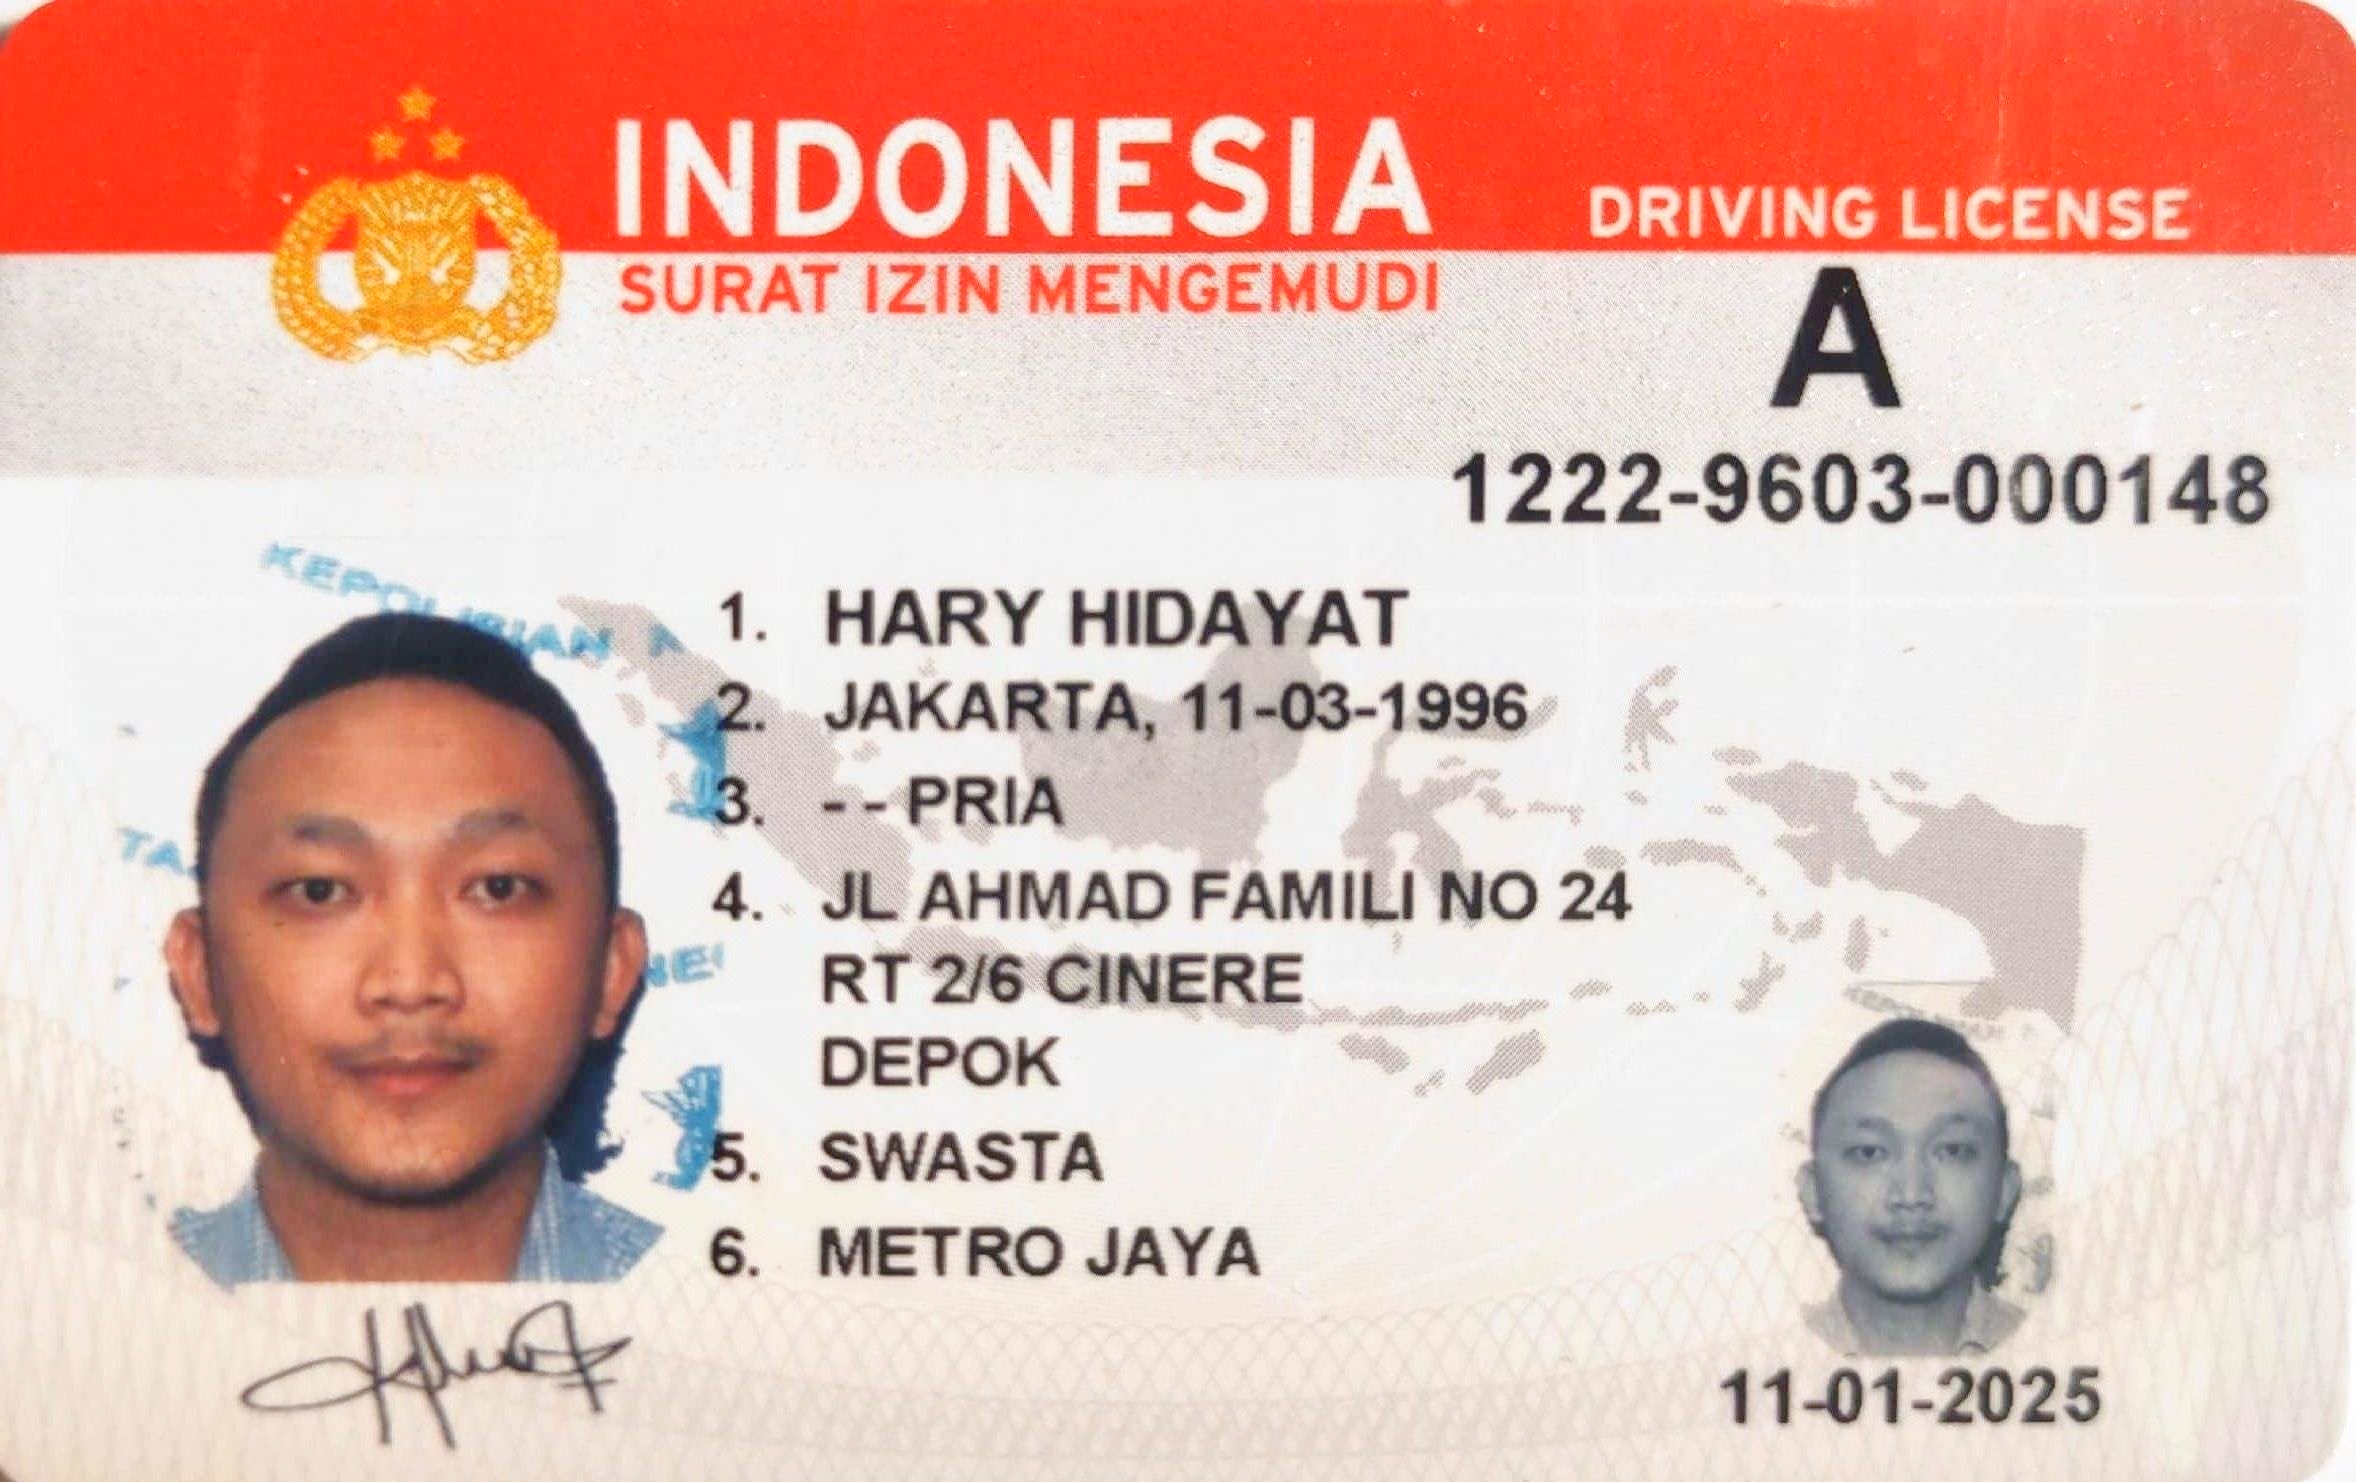 INDONESIA
DRIVING LICENSE
SURAT IZIN MENGEMUDI
A
1222-9603-000148
1. HARY HIDAYAT
2. JAKARTA, 11-03-1996
3. -- PRIA
4. JL AHMAD FAMILI NO 24
RT 2/6 CINERE
DEPOK
5. SWASTA
6. METRO JAYA
11-01-2025